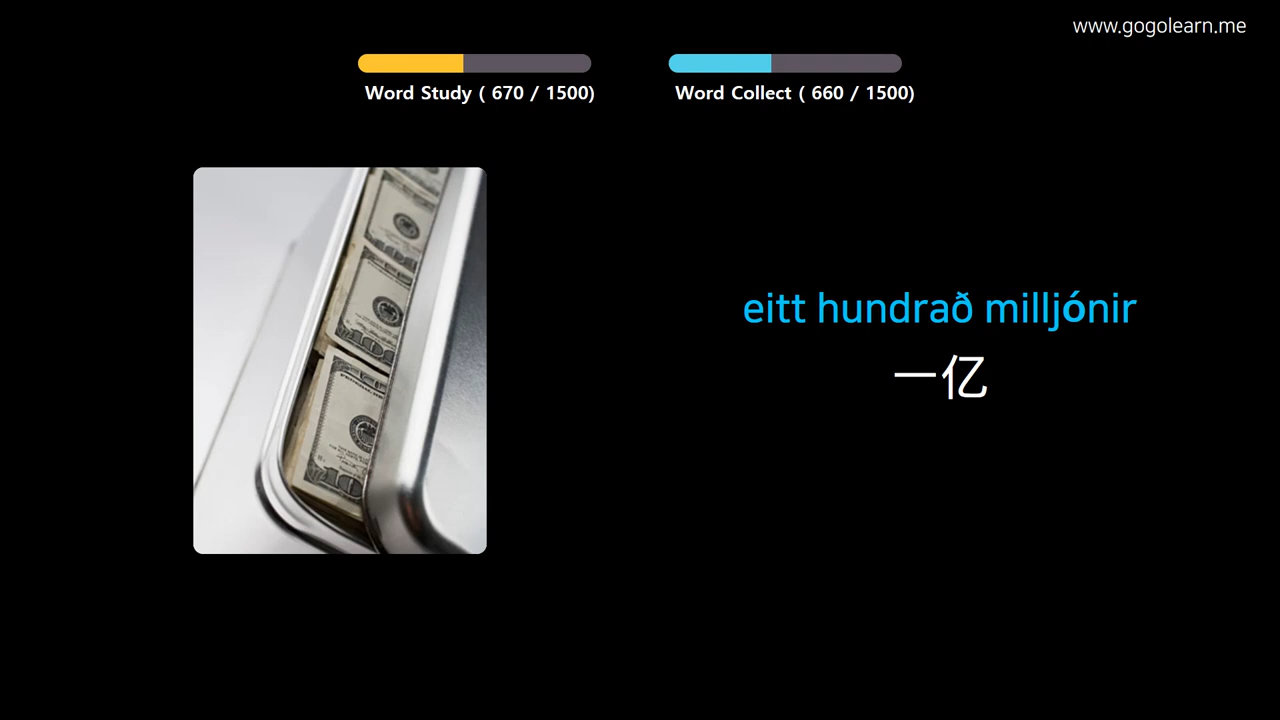 www.gogolearn.me
Word Study ( 670 / 1500)
Word Collect ( 660 / 1500)
eitt hundrað milljónir
一亿